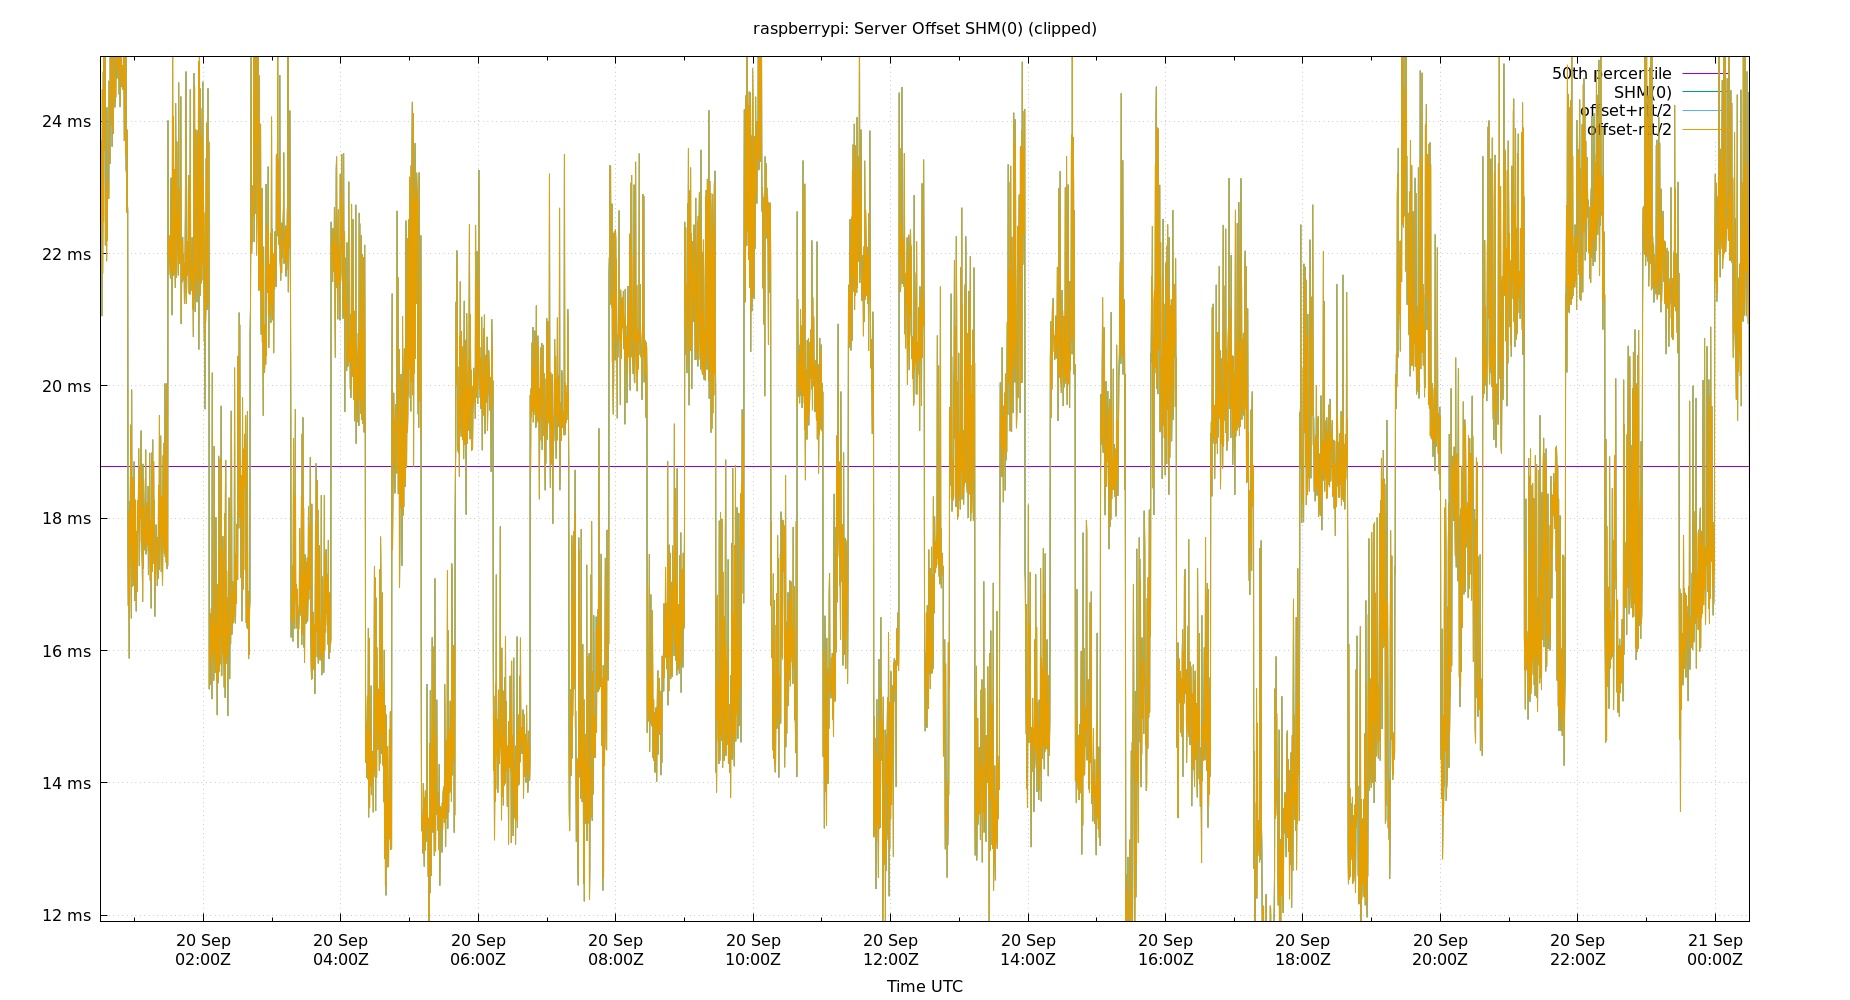 raspberrypi: Server Offset SHM(0) (clipped)
50th percentile
SHM(0)
offset+rtt/2
offset-rtt/2
24 ms
22 ms
20 ms
18 ms
16 ms
14 ms
12 ms
20 Sep 20 Sep 20 Sep 20 Sep 20 Sep 20 Sep 20 Sep 20 Sep 20 Sep 20 Sep 20 Sep 21 Sep
02:00Z 04:00Z 06:00Z 08:00Z 10:00Z 12:00Z 14:00Z 16:00Z 18:00Z 20:00Z 22:00Z 00:00Z
Time UTC